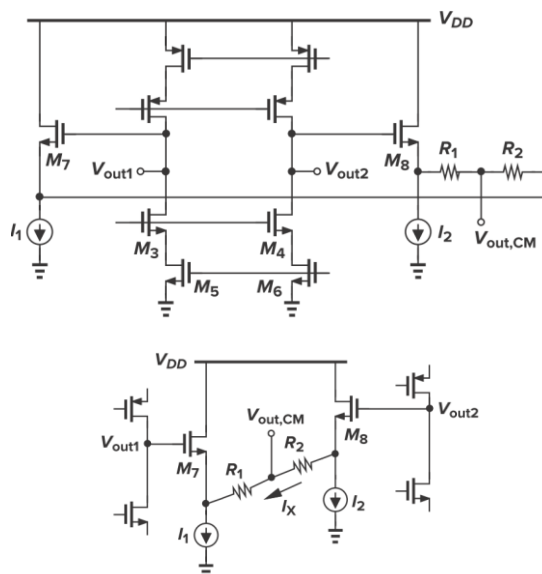 V_DD
M_7
V_out1
V_out2
M_8
R_1
R_2
I_1
M_3
M_4
I_2
V_out,CM
M_5
M_6
V_DD
V_out,CM
V_out2
V_out1
R_2
M_8
M_7
R_1
I_X
I_2
I_1